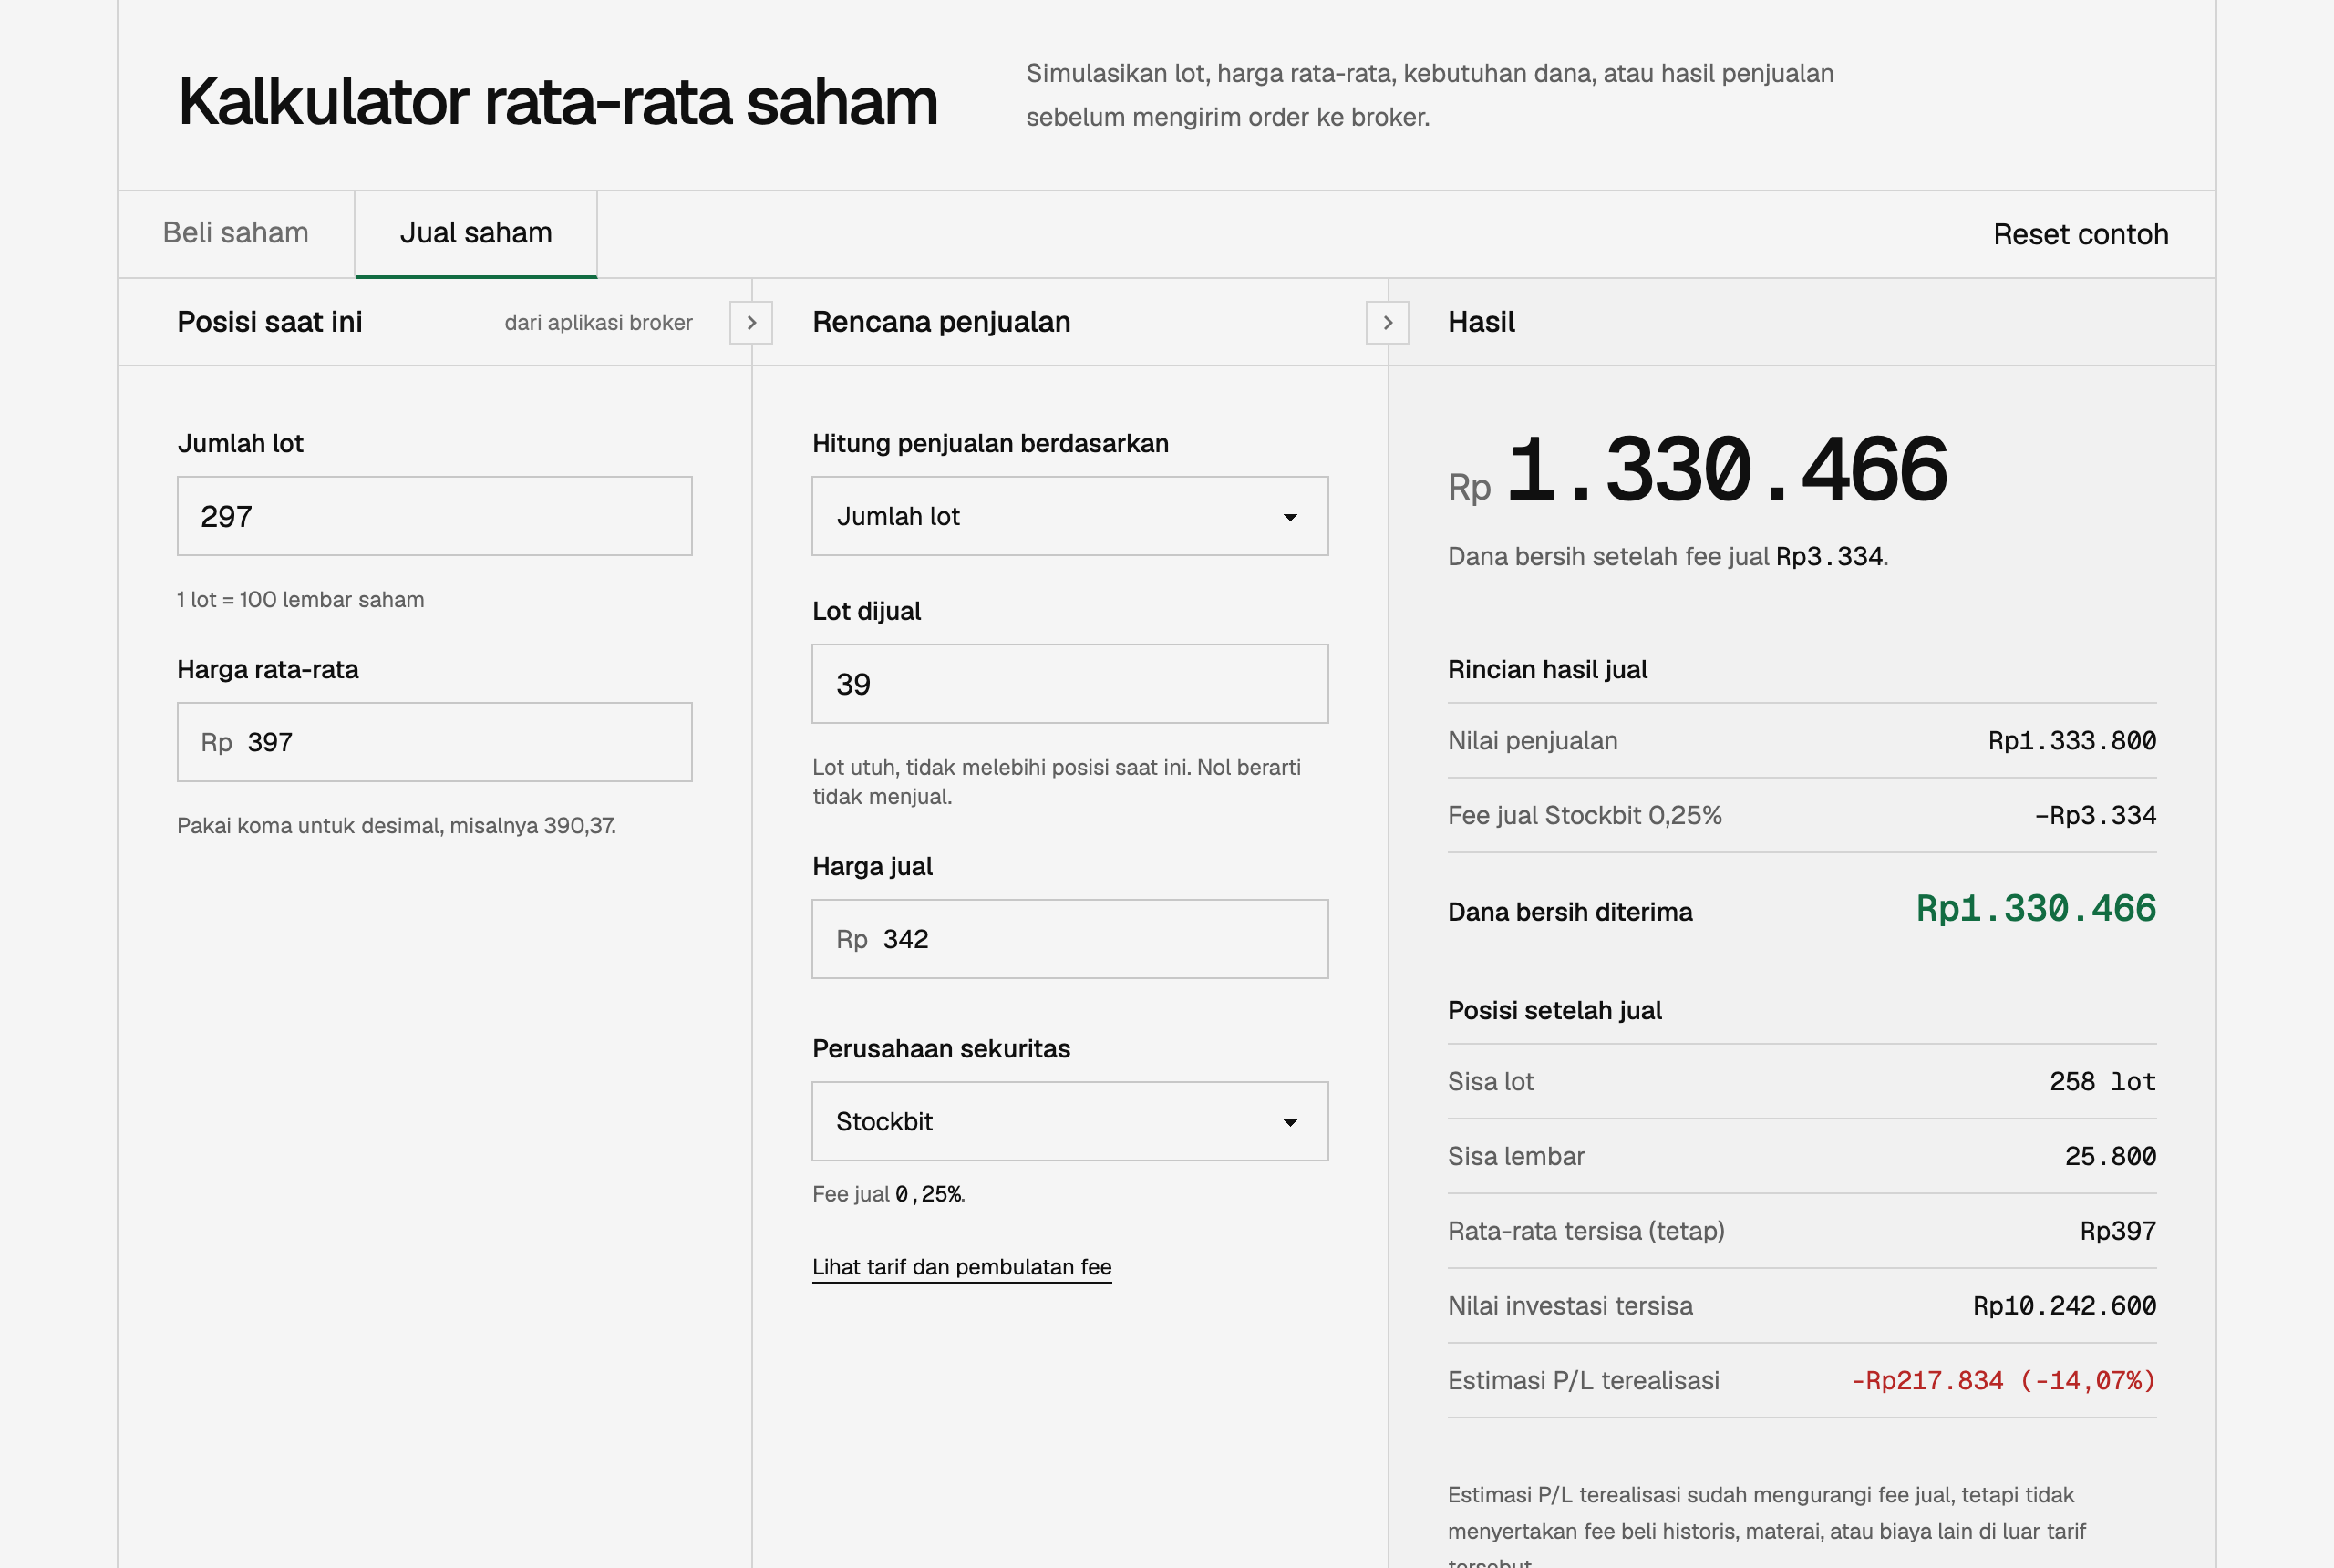 Kalkulator rata-rata saham
Simulasikan lot, harga rata-rata, kebutuhan dana, atau hasil penjualan
sebelum mengirim order ke broker.
Beli saham
Jual saham
Reset contoh
Posisi saat ini
dari aplikasi broker
Jumlah lot
297
1 lot = 100 lembar saham
Harga rata-rata
Rp 397
Pakai koma untuk desimal, misalnya 390,37.
Rencana penjualan
Hitung penjualan berdasarkan
Jumlah lot
Lot dijual
39
Lot utuh, tidak melebihi posisi saat ini. Nol berarti
tidak menjual.
Harga jual
Rp 342
Perusahaan sekuritas
Stockbit
Fee jual 0,25%.
Lihat tarif dan pembulatan fee
Hasil
Rp 1.330.466
Dana bersih setelah fee jual Rp3.334.
Rincian hasil jual
Nilai penjualan Rp1.333.800
Fee jual Stockbit 0,25% −Rp3.334
Dana bersih diterima Rp1.330.466
Posisi setelah jual
Sisa lot 258 lot
Sisa lembar 25.800
Rata-rata tersisa (tetap) Rp397
Nilai investasi tersisa Rp10.242.600
Estimasi P/L terealisasi -Rp217.834 (-14,07%)
Estimasi P/L terealisasi sudah mengurangi fee jual, tetapi tidak
menyertakan fee beli historis, materai, atau biaya lain di luar tarif
tersebut